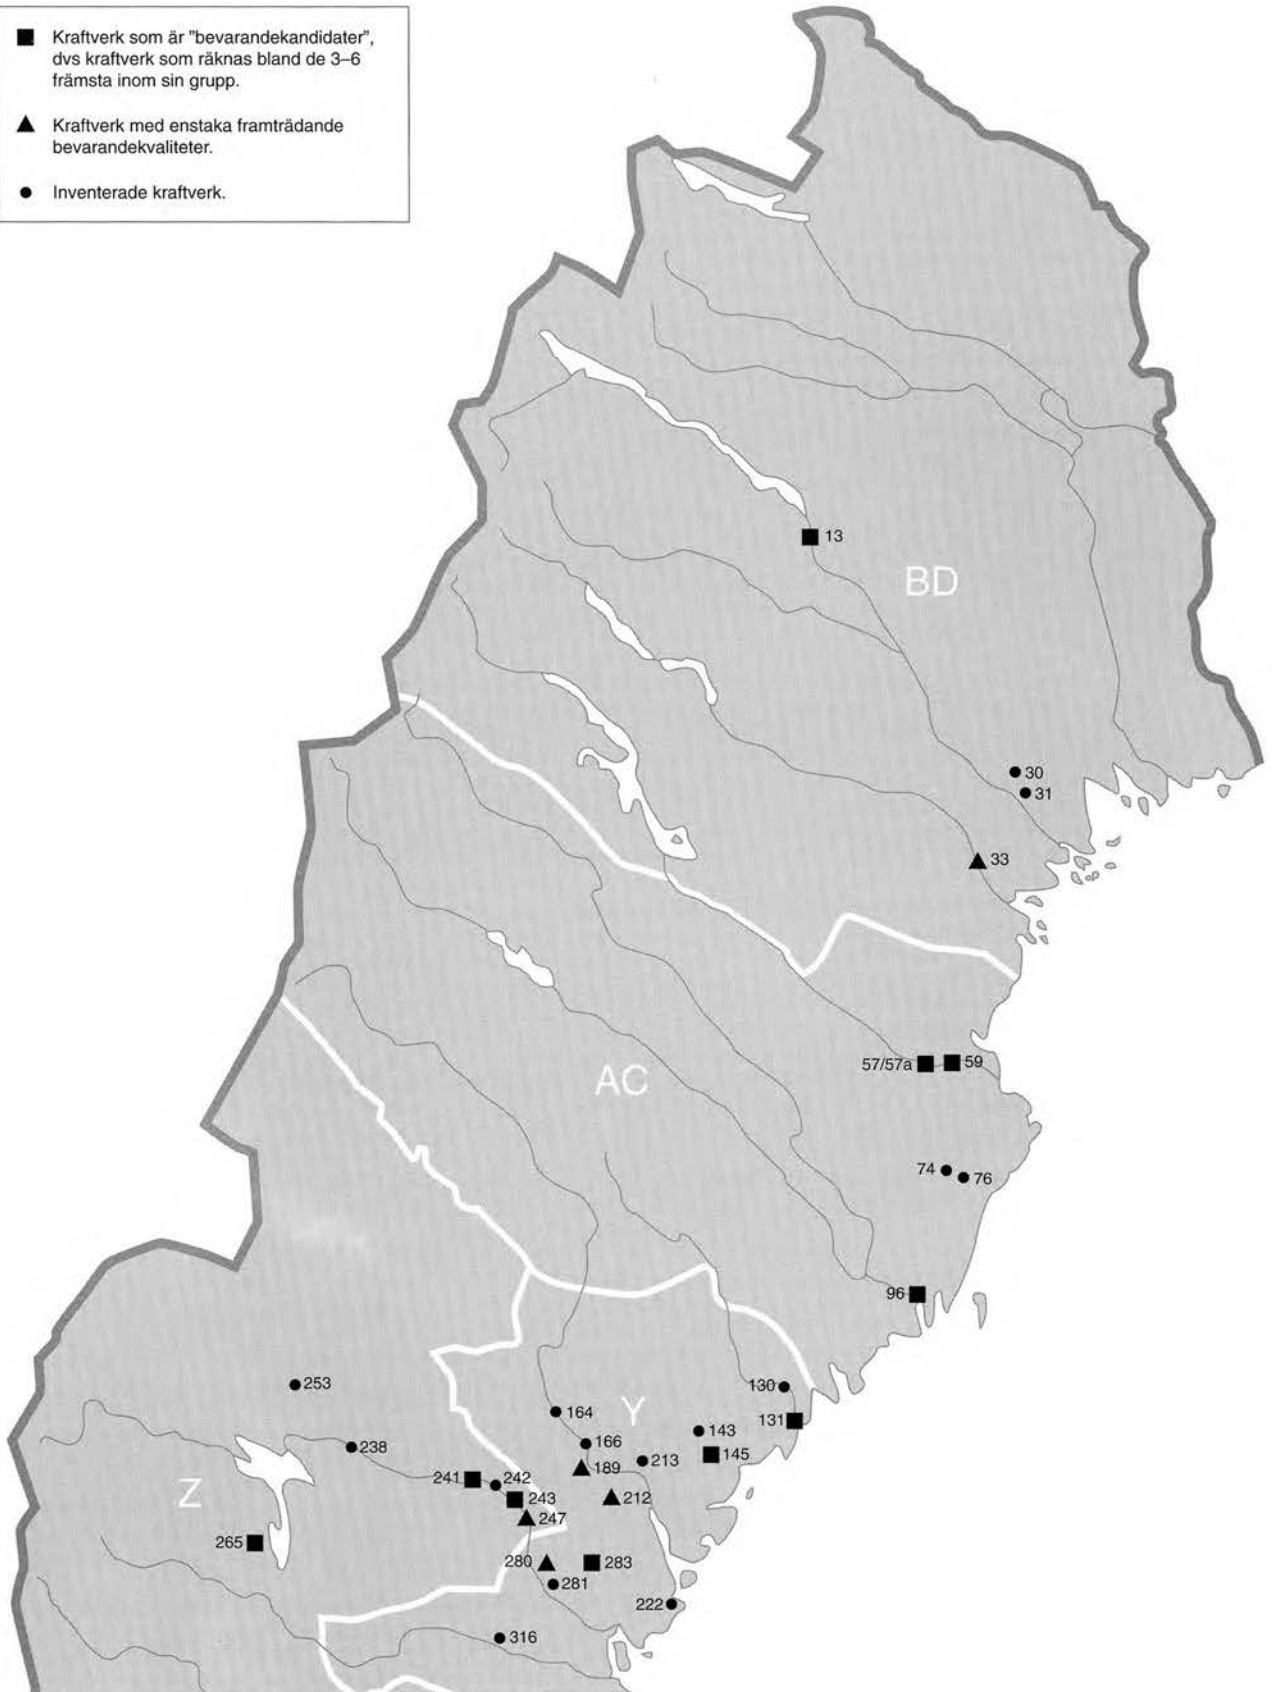 Kraftverk som är "bevarandekandidater",
dvs kraftverk som räknas bland de 3–6
främsta inom sin grupp.
Kraftverk med enstaka framträdande
bevarandekvaliteter.
Inventerade kraftverk.
13
BD
30
31
33
57/57a
59
AC
74
76
96
253
130
164
Y
131
143
238
166
145
213
189
241
242
Z
243
212
247
265
280
283
281
222
316